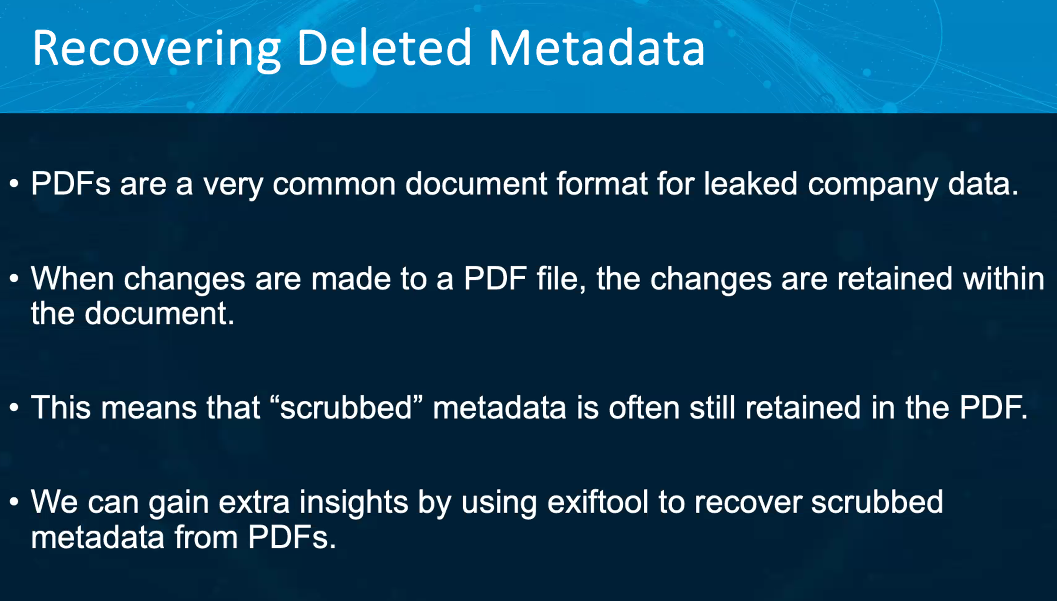 Recovering Deleted Metadata
• PDFs are a very common document format for leaked company data.
• When changes are made to a PDF file, the changes are retained within
the document.
• This means that “scrubbed” metadata is often still retained in the PDF.
• We can gain extra insights by using exiftool to recover scrubbed
metadata from PDFs.